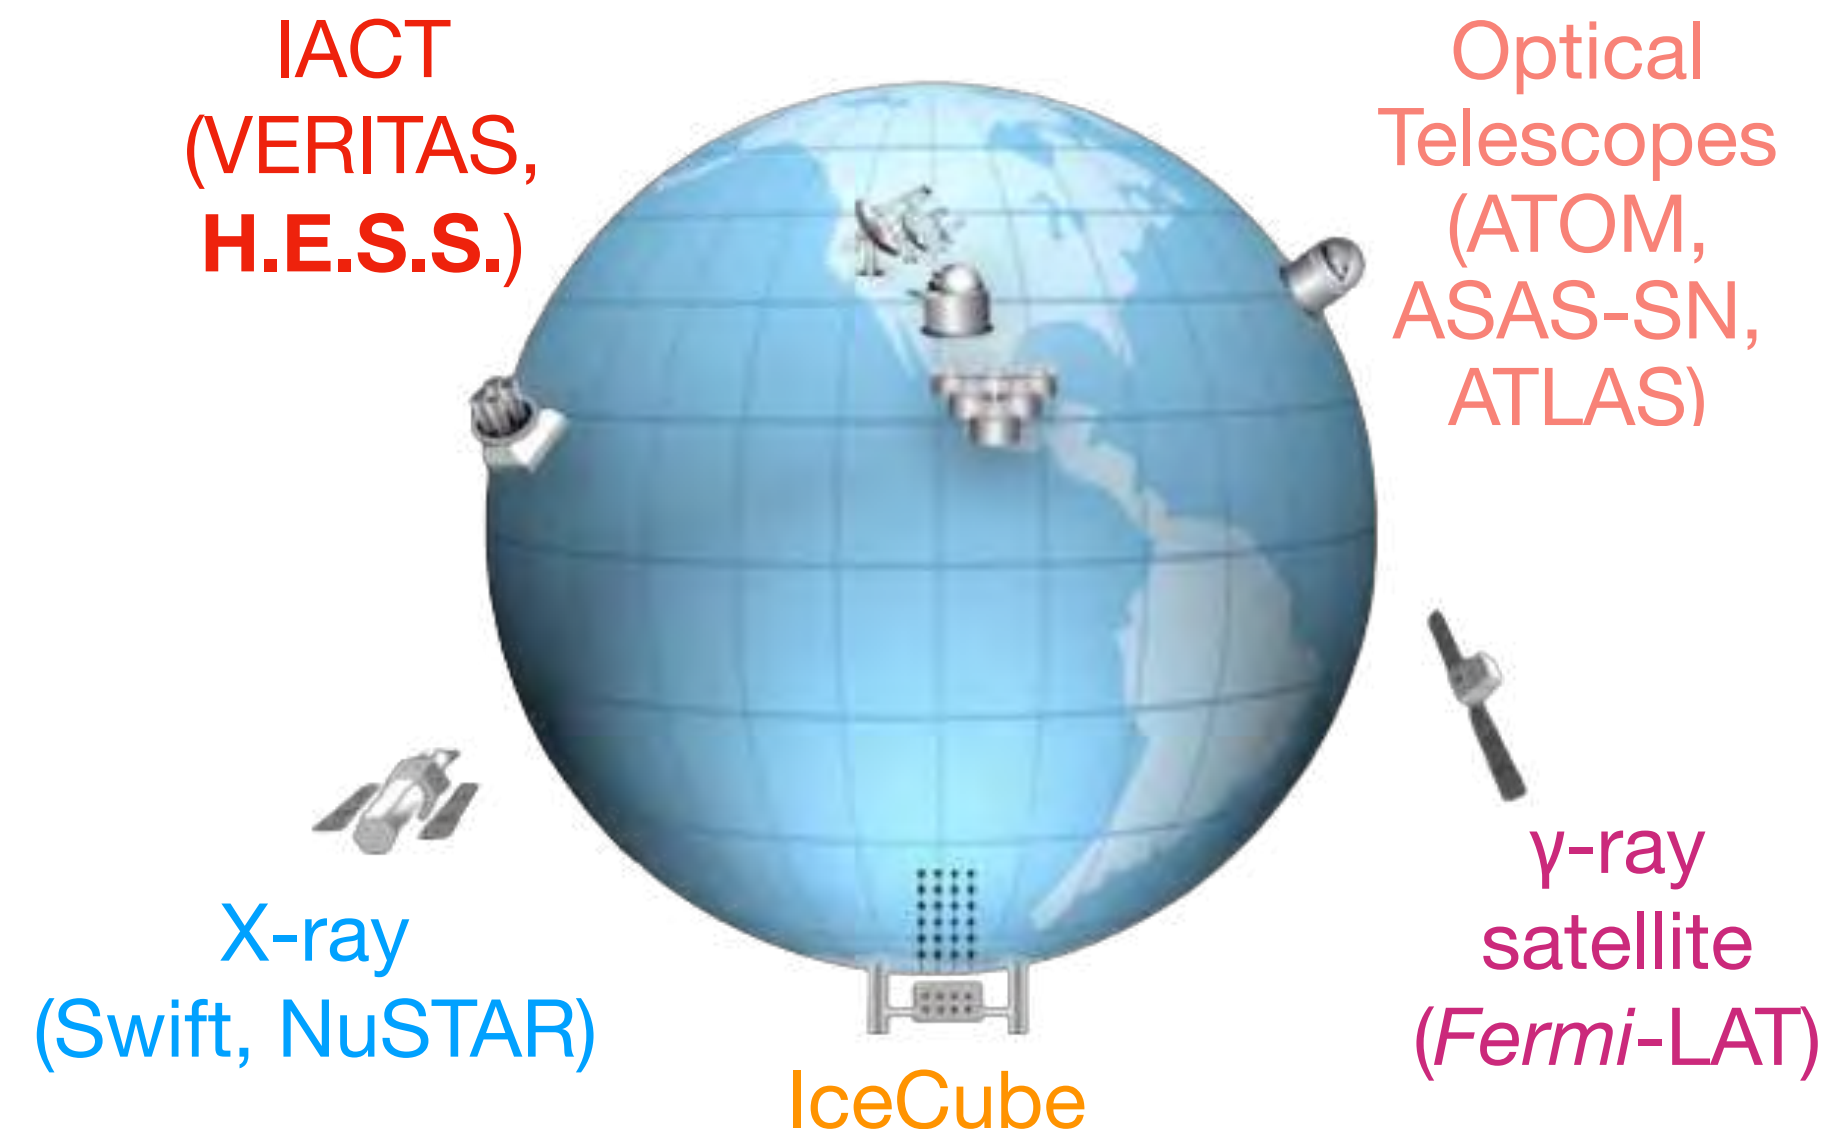 IACT
(VERITAS,
H.E.S.S.)
Optical
Telescopes
(ATOM,
ASAS-SN,
ATLAS)
X-ray
(Swift, NuSTAR)
γ-ray
satellite
(Fermi-LAT)
IceCube